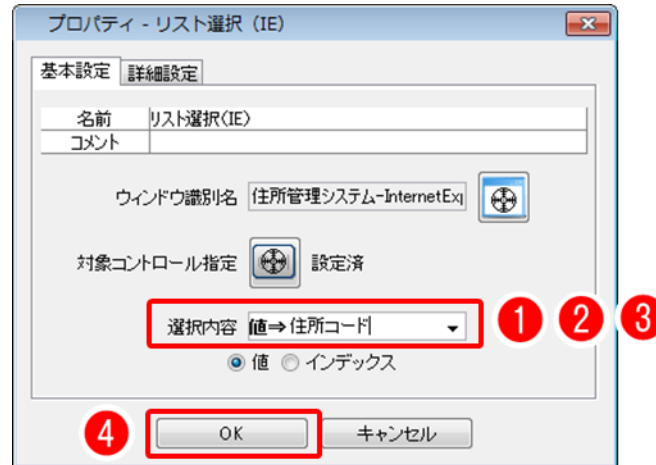 プロパティ - リスト選択（IE）
基本設定 詳細設定
名前 リスト選択(IE)
コメント
ウィンドウ識別名 住所管理システム-InternetExp
対象コントロール指定 設定済
選択内容 値⇒住所コード 1 2 3
値 インデックス
4 OK キャンセル